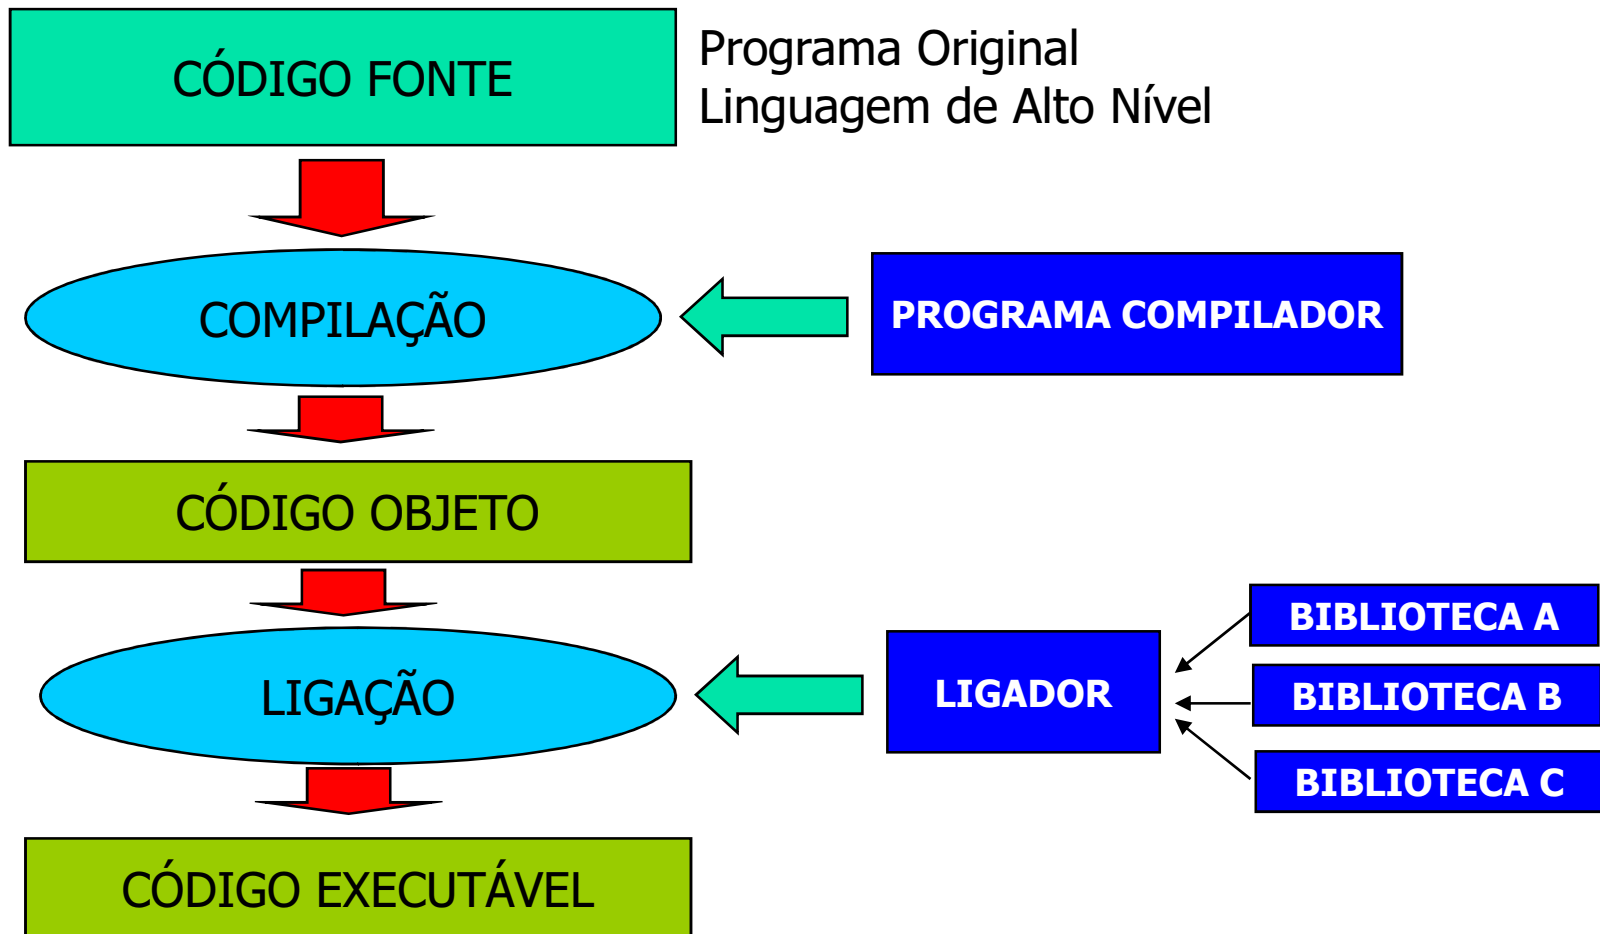 CÓDIGO FONTE
Programa Original
Linguagem de Alto Nível
COMPILAÇÃO
PROGRAMA COMPILADOR
CÓDIGO OBJETO
LIGAÇÃO
LIGADOR
BIBLIOTECA A
BIBLIOTECA B
BIBLIOTECA C
CÓDIGO EXECUTÁVEL